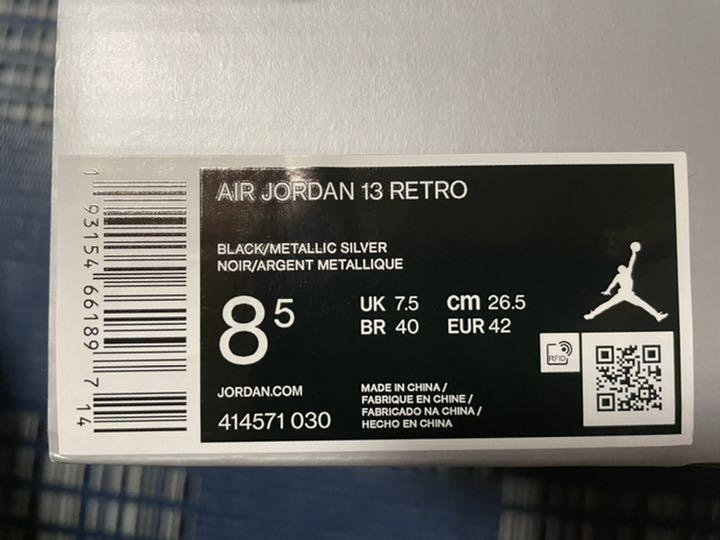 AIR JORDAN 13 RETRO
BLACK/METALLIC SILVER
NOIR/ARGENT METALLIQUE
8 5
UK 7.5 cm 26.5
BR 40 EUR 42
RFID
JORDAN.COM
414571 030
MADE IN CHINA /
FABRIQUE EN CHINE /
FABRICADO NA CHINA /
HECHO EN CHINA
1 93154 66189 7 14